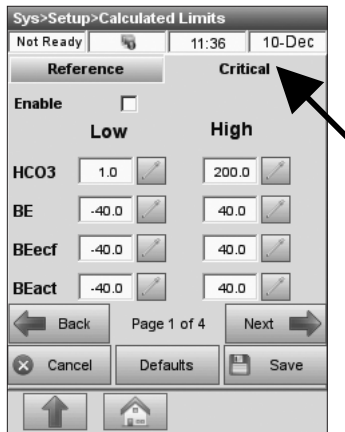 Sys>Setup>Calculated Limits
Not Ready 11:36 10-Dec
Reference Critical
Enable
Low High
HCO3 1.0 200.0
BE -40.0 40.0
BEecf -40.0 40.0
BEact -40.0 40.0
Back Page 1 of 4 Next
Cancel Defaults Save